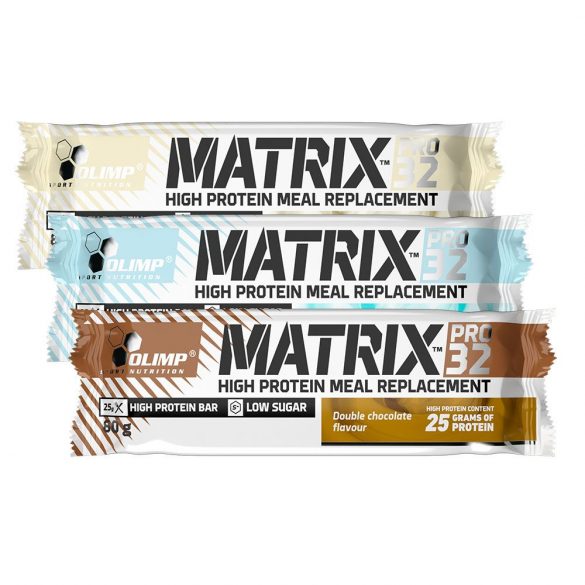 OLIMP
SPORT NUTRITION
MATRIX™ PRO 32
HIGH PROTEIN MEAL REPLACEMENT
OLIMP®
SPORT NUTRITION
MATRIX™ PRO 32
HIGH PROTEIN MEAL REPLACEMENT
OLIMP®
SPORT NUTRITION
MATRIX™ PRO 32
HIGH PROTEIN MEAL REPLACEMENT
HIGH PROTEIN BAR
LOW SUGAR
80 g
Double chocolate
flavour
HIGH PROTEIN CONTENT
25 GRAMS OF
PROTEIN